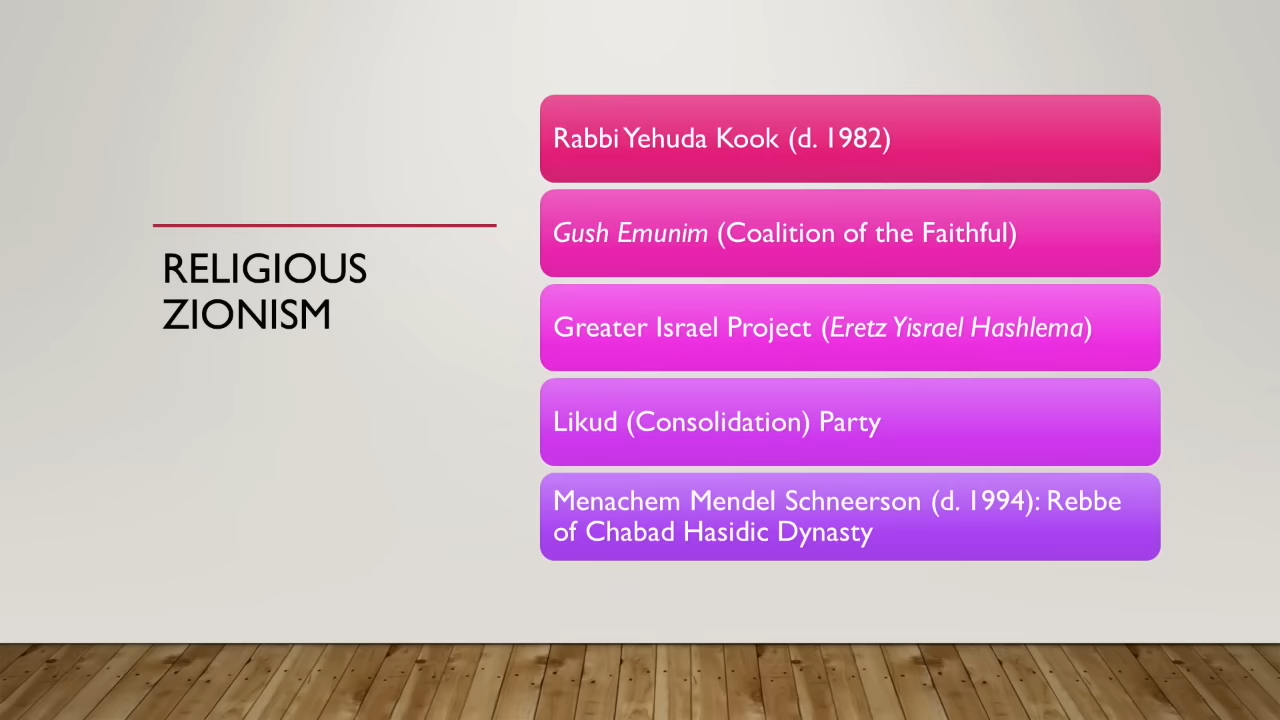 RELIGIOUS
ZIONISM
Rabbi Yehuda Kook (d. 1982)
Gush Emunim (Coalition of the Faithful)
Greater Israel Project (Eretz Yisrael Hashlema)
Likud (Consolidation) Party
Menachem Mendel Schneerson (d. 1994): Rebbe
of Chabad Hasidic Dynasty